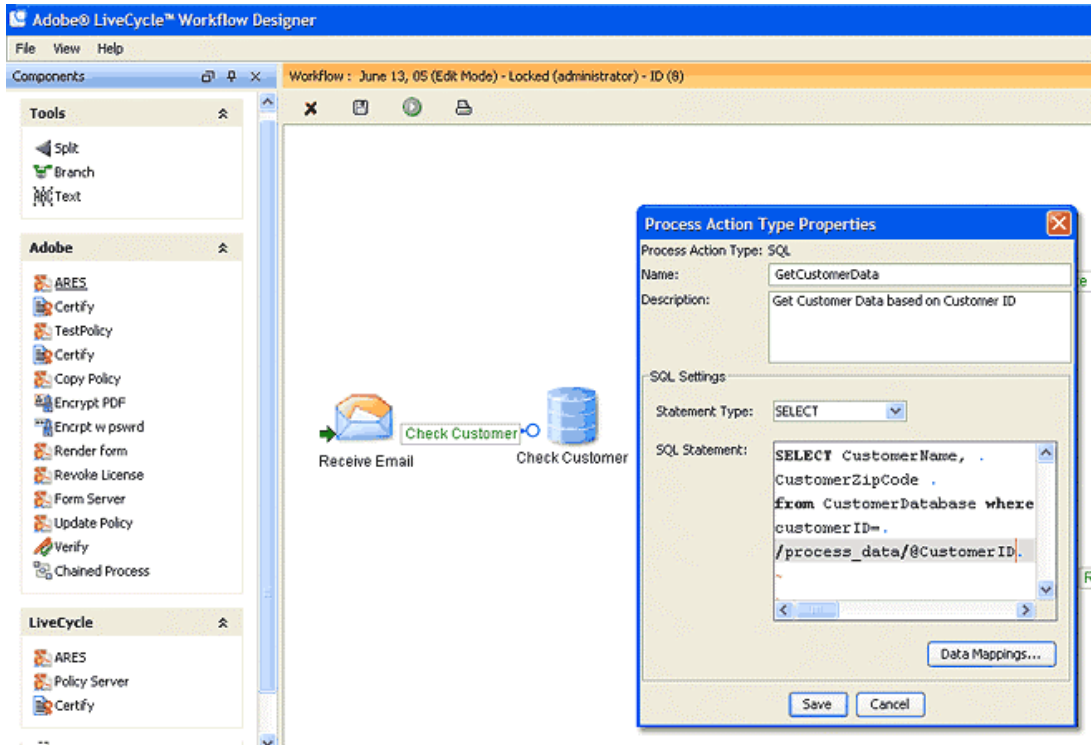 Adobe® LiveCycle™ Workflow Designer
File View Help
Components
Workflow : June 13, 05 (Edit Mode) - Locked (administrator) - ID (8)
Tools
Split
Branch
Text
Adobe
ARES
Certify
TestPolicy
Certify
Copy Policy
Encrypt PDF
Encrpt w pswrd
Render form
Revoke License
Form Server
Update Policy
Verify
Chained Process
LiveCycle
ARES
Policy Server
Certify
Check Customer
Receive Email
Check Customer
Process Action Type Properties
Process Action Type: SQL
Name: GetCustomerData
Description: Get Customer Data based on Customer ID
SQL Settings
Statement Type: SELECT
SQL Statement: SELECT CustomerName, .
CustomerZipCode .
from CustomerDatabase where
customerID=.
/process_data/@CustomerID.
~
Data Mappings...
Save Cancel
e
R